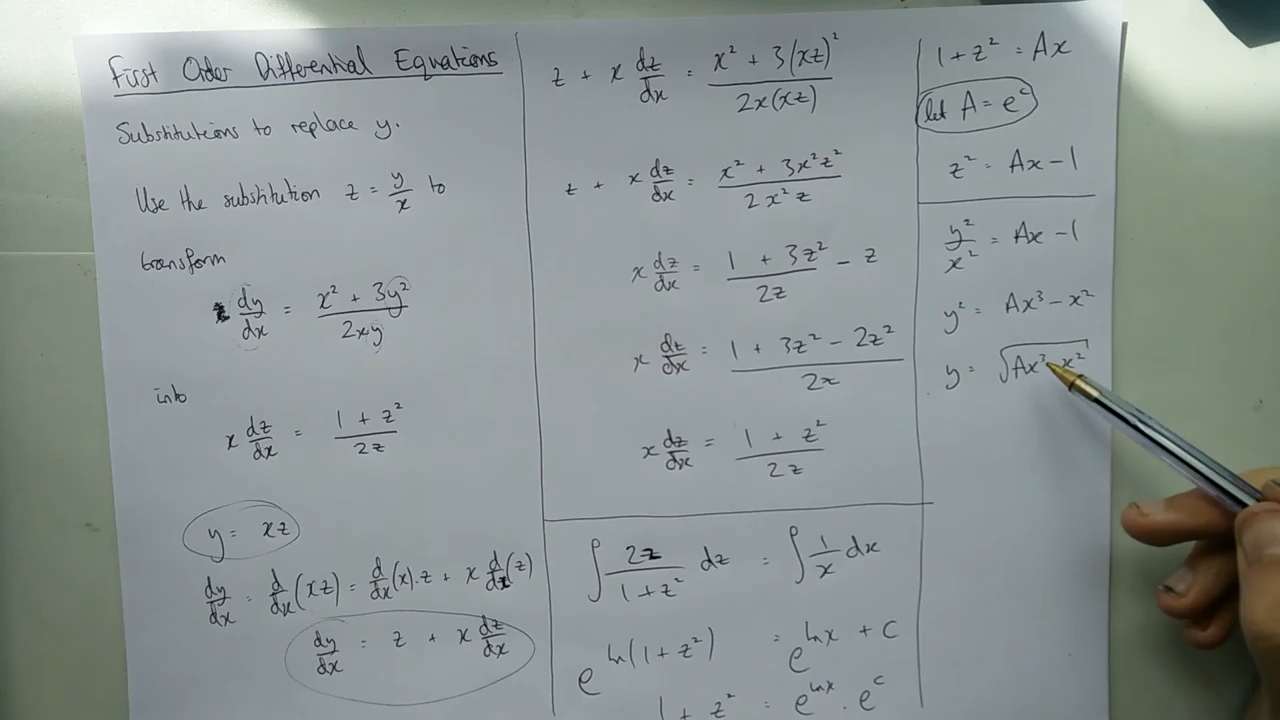 First Order Differential Equations
Substitutions to replace y.
Use the substitution z = y/x to
transform
dy/dx = (x² + 3y²)/(2xy)
into
x dz/dx = (1 + z²)/(2z)
y = xz
dy/dx = d/dx(xz) = d/dx(x).z + x d/dx(z)
dy/dx = z + x dz/dx
z + x dz/dx = (x² + 3(xz)²)/(2x(xz))
z + x dz/dx = (x² + 3x²z²)/(2x²z)
x dz/dx = (1 + 3z²)/(2z) - z
x dz/dx = (1 + 3z² - 2z²)/(2z)
x dz/dx = (1 + z²)/(2z)
∫ 2z/(1+z²) dz = ∫ 1/x dx
e^(ln(1+z²)) = e^(lnx + c)
1 + z² = e^(lnx) . e^c
1 + z² = Ax
let A = e^c
z² = Ax - 1
y²/x² = Ax - 1
y² = Ax³ - x²
y = √(Ax³ - x²)